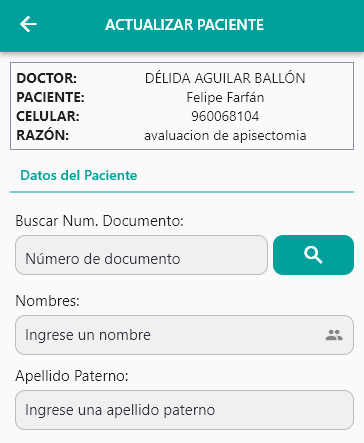 ACTUALIZAR PACIENTE
DOCTOR: DÉLIDA AGUILAR BALLÓN
PACIENTE: Felipe Farfán
CELULAR: 960068104
RAZÓN: avaluacion de apisectomia
Datos del Paciente
Buscar Num. Documento:
Número de documento
Nombres:
Ingrese un nombre
Apellido Paterno:
Ingrese una apellido paterno